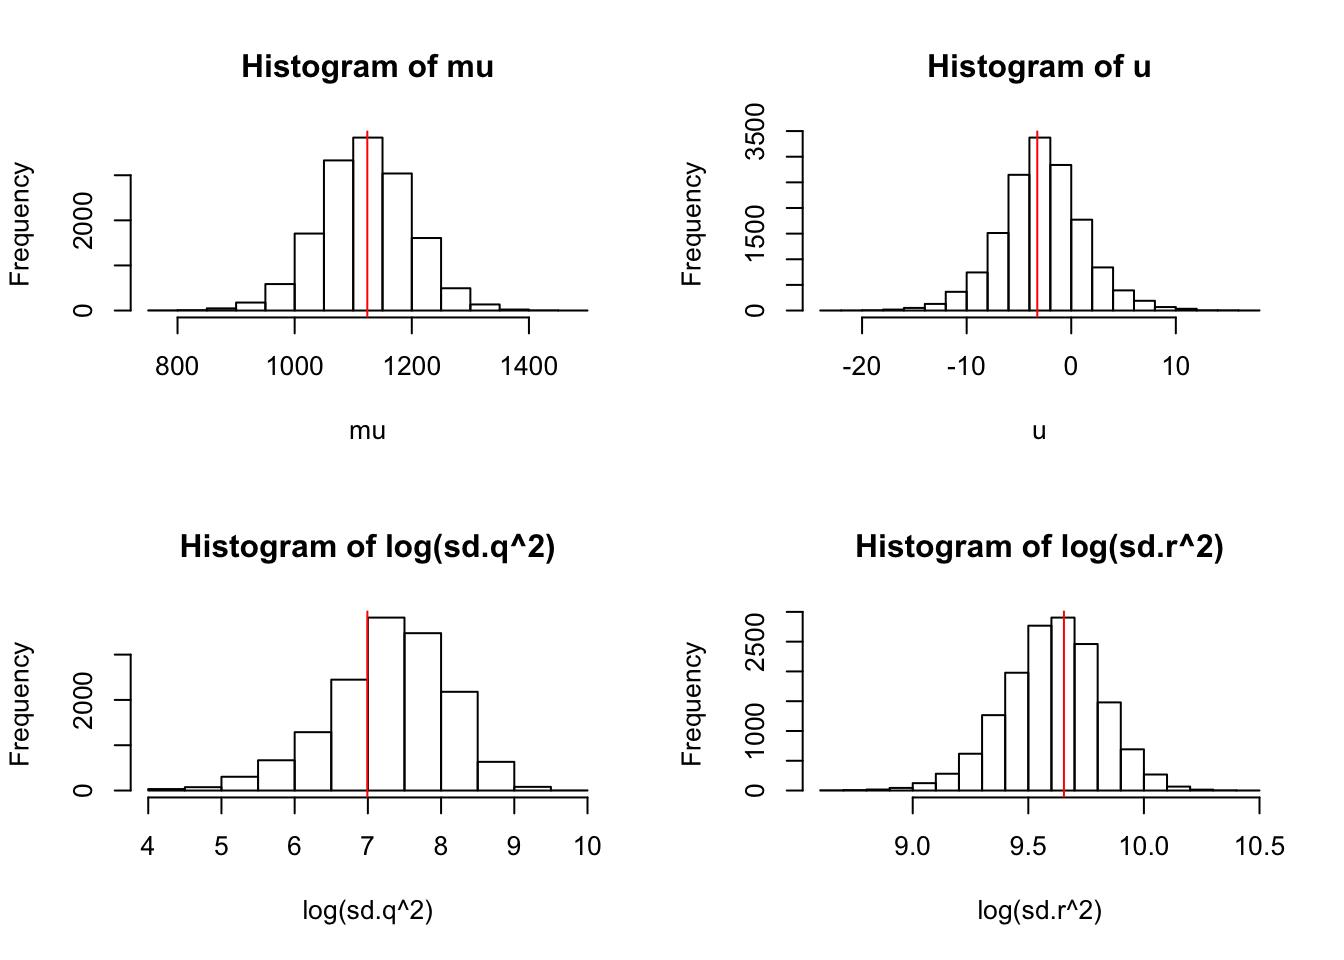 Histogram of mu
Frequency
0 2000
800 1000 1200 1400
mu
Histogram of u
Frequency
0 1500 3500
-20 -10 0 10
u
Histogram of log(sd.q^2)
Frequency
0 2000
4 5 6 7 8 9 10
log(sd.q^2)
Histogram of log(sd.r^2)
Frequency
0 1000 2500
9.0 9.5 10.0 10.5
log(sd.r^2)